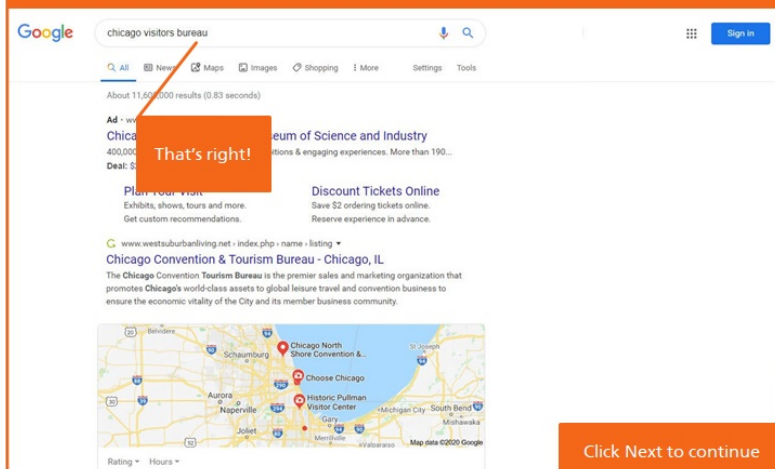 Google
chicago visitors bureau
Sign in
All News Maps Images Shopping More Settings Tools
About 11,600,000 results (0.83 seconds)
Ad
Chica eum of Science and Industry
400,000 itions & engaging experiences. More than 190...
Deal:
That's right!
Plan Your Visit
Exhibits, shows, tours and more.
Get custom recommendations.
Discount Tickets Online
Save $2 ordering tickets online.
Reserve experience in advance.
www.westsuburbanliving.net › index.php › name › listing
Chicago Convention & Tourism Bureau - Chicago, IL
The Chicago Convention Tourism Bureau is the premier sales and marketing organization that
promotes Chicago's world-class assets to global leisure travel and convention business to
ensure the economic vitality of the City and its member business community.
Belvidere
Schaumburg
Chicago North
Shore Convention &...
St Joseph
Choose Chicago
Aurora
Naperville
Historic Pullman
Visitor Center
Michigan City
South Bend
Mishawaka
Gary
Joliet
Merrillville
Valparaiso
Map data ©2020 Google
Rating Hours
Click Next to continue